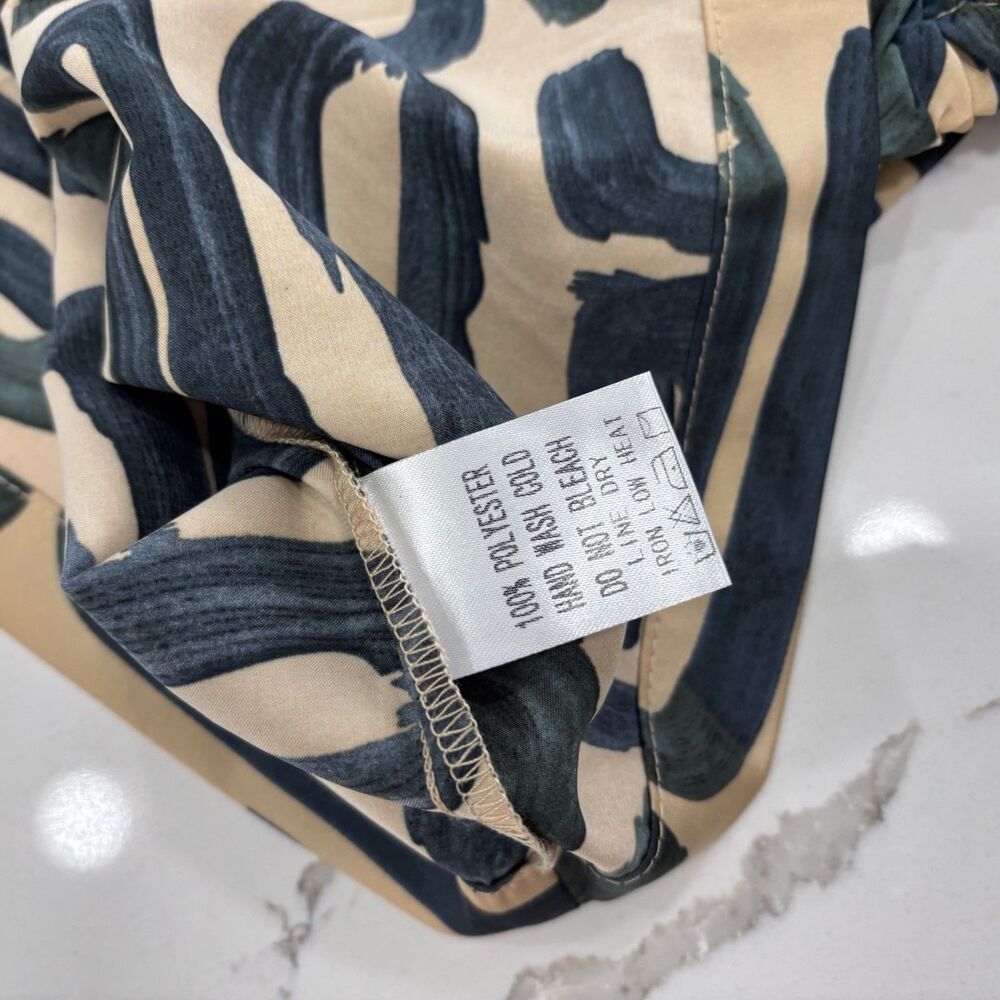 100% POLYESTER
HAND WASH COLD
DO NOT BLEACH
LINE DRY
IRON LOW HEAT